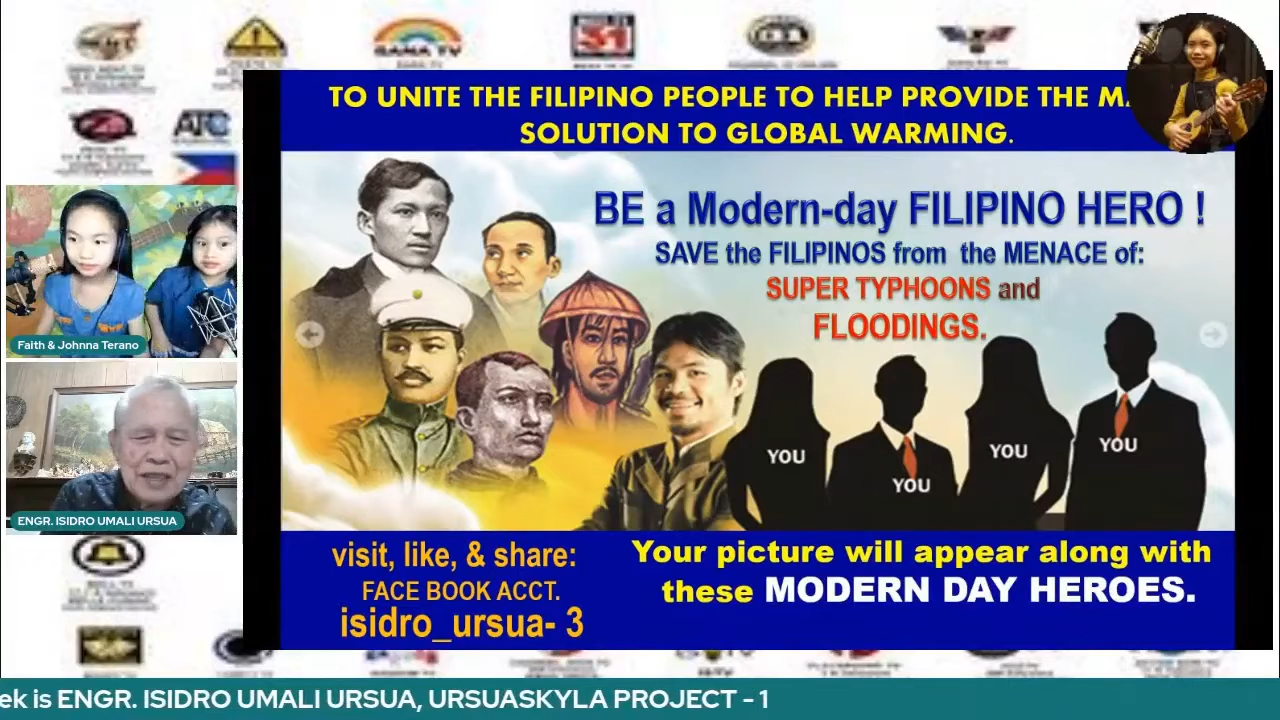 RAMA TV
31
ATC
TO UNITE THE FILIPINO PEOPLE TO HELP PROVIDE THE
SOLUTION TO GLOBAL WARMING.
BE a Modern-day FILIPINO HERO !
SAVE the FILIPINOS from the MENACE of:
SUPER TYPHOONS and
FLOODINGS.
YOU
YOU
YOU
YOU
Faith & Johnna Terano
ENGR. ISIDRO UMALI URSUA
visit, like, & share:
FACE BOOK ACCT.
isidro_ursua- 3
Your picture will appear along with
these MODERN DAY HEROES.
ek is ENGR. ISIDRO UMALI URSUA, URSUASKYLA PROJECT - 1